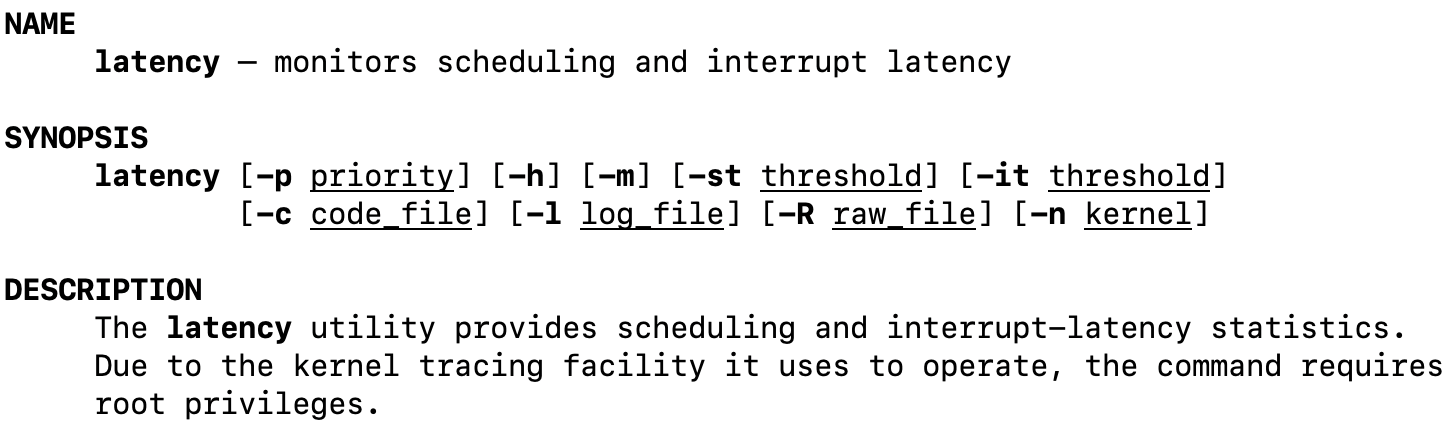 NAME
latency – monitors scheduling and interrupt latency
SYNOPSIS
latency [-p priority] [-h] [-m] [-st threshold] [-it threshold]
[-c code_file] [-l log_file] [-R raw_file] [-n kernel]
DESCRIPTION
The latency utility provides scheduling and interrupt-latency statistics.
Due to the kernel tracing facility it uses to operate, the command requires
root privileges.